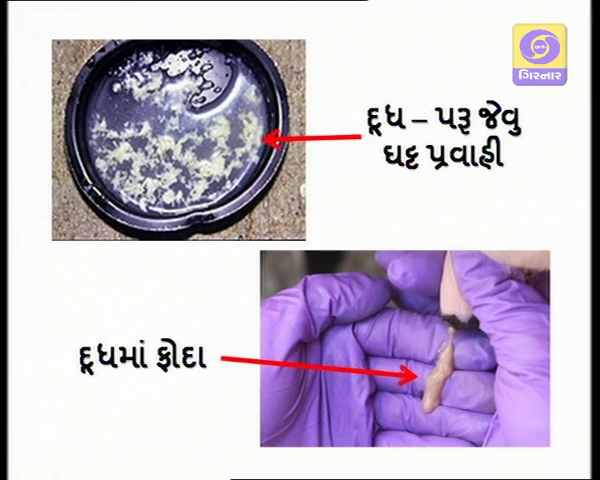 ગિરનાર
દૂધ – પરૂ જેવુ
ઘટ્ટ પ્રવાહી
દૂધમાં ફોદા